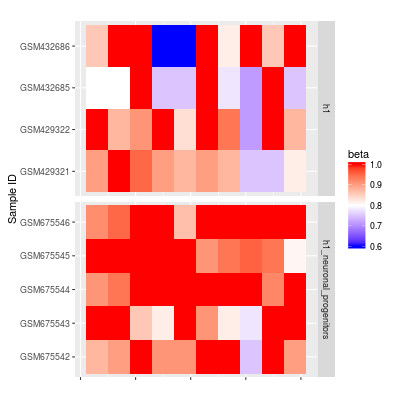 GSM432686
GSM432685
GSM429322
GSM429321
h1
GSM675546
GSM675545
GSM675544
GSM675543
GSM675542
h1_neuronal_progenitors
Sample ID
beta
1.0
0.9
0.8
0.7
0.6